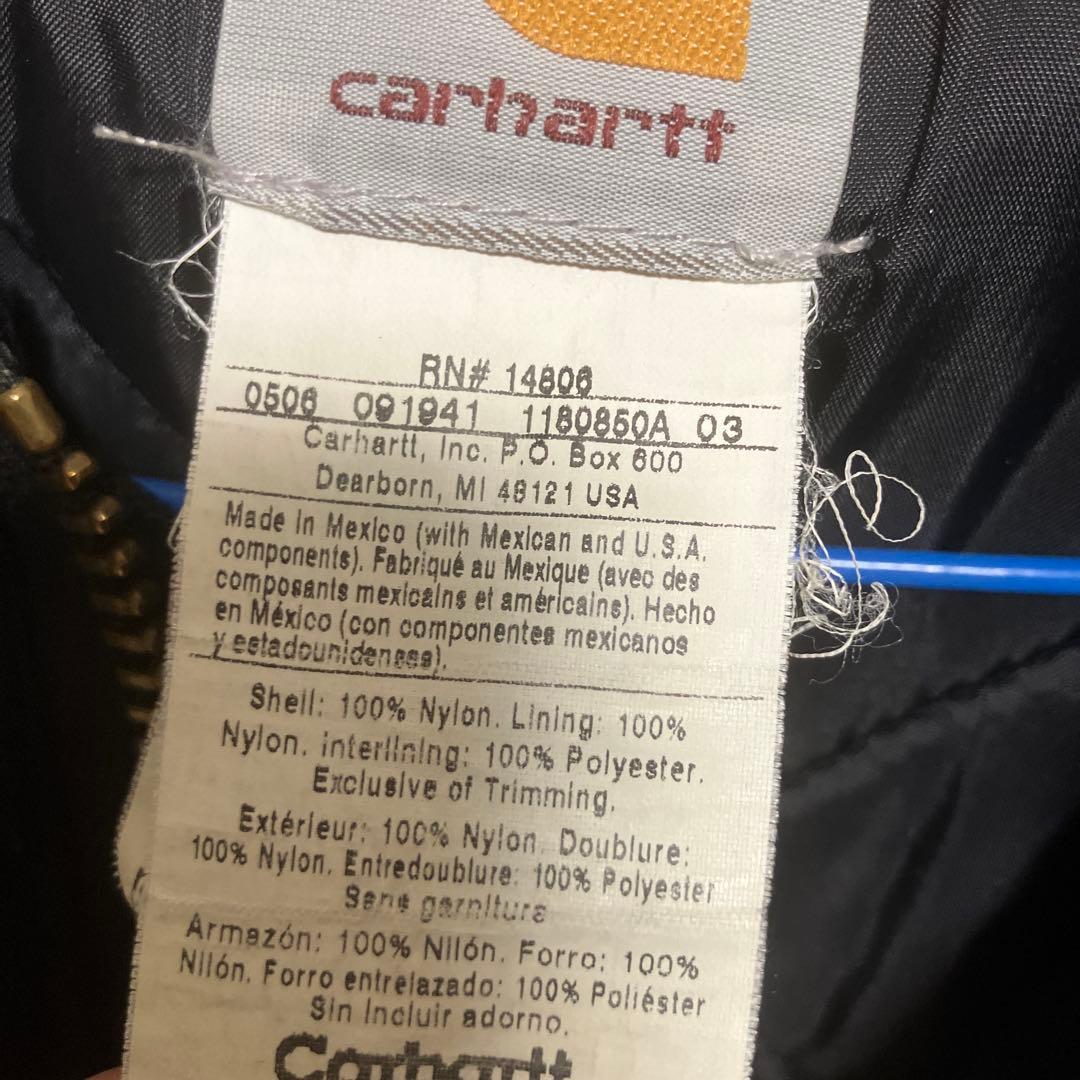 carhartt
RN# 14806
0506 091941 1180850A 03
Carhartt, Inc. P.O. Box 600
Dearborn, MI 48121 USA
Made in Mexico (with Mexican and U.S.A.
components). Fabriqué au Mexique (avec des
composants mexicains et américains). Hecho
en México (con componentes mexicanos
y estadounidenses).
Shell: 100% Nylon. Lining: 100%
Nylon. interlining: 100% Polyester.
Exclusive of Trimming.
Extérieur: 100% Nylon. Doublure:
100% Nylon. Entredoublure: 100% Polyester
Sans garniture
Armazón: 100% Nilón. Forro: 100%
Nilón. Forro entrelazado: 100% Poliéster
Sin Incluir adorno.
Carhartt